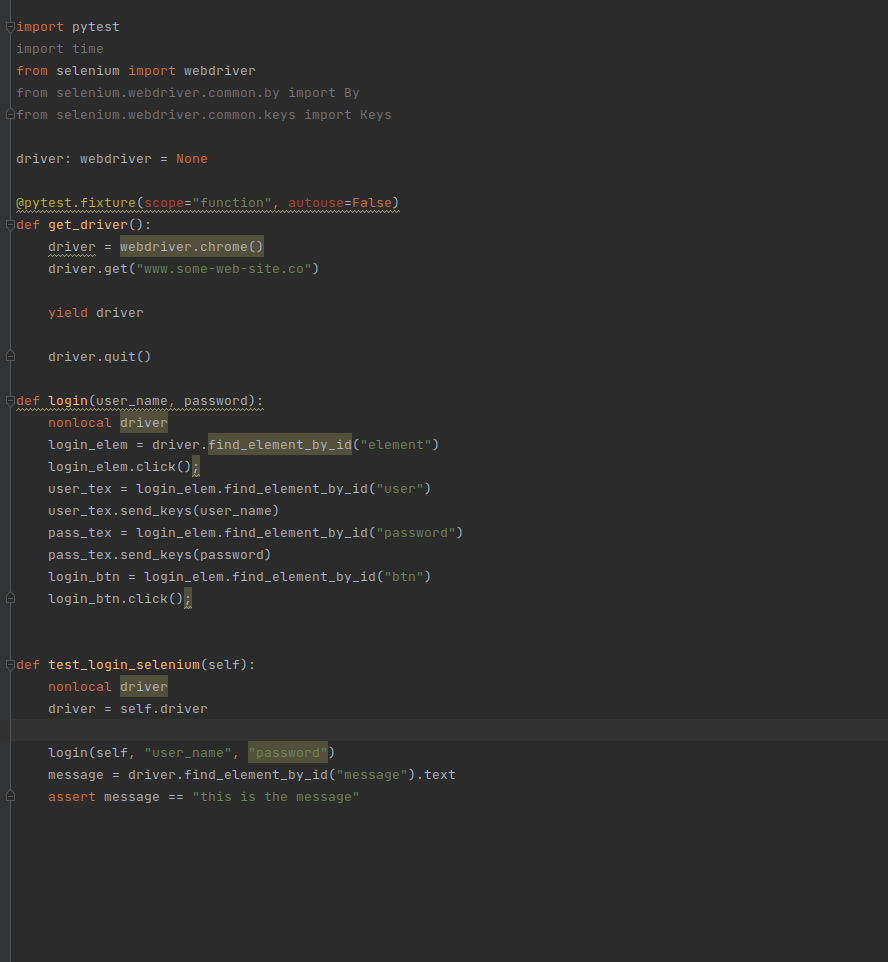 import pytest
import time
from selenium import webdriver
from selenium.webdriver.common.by import By
from selenium.webdriver.common.keys import Keys
driver: webdriver = None
@pytest.fixture(scope="function", autouse=False)
def get_driver():
    driver = webdriver.chrome()
    driver.get("www.some-web-site.co")
    yield driver
    driver.quit()
def login(user_name, password):
    nonlocal driver
    login_elem = driver.find_element_by_id("element")
    login_elem.click();
    user_tex = login_elem.find_element_by_id("user")
    user_tex.send_keys(user_name)
    pass_tex = login_elem.find_element_by_id("password")
    pass_tex.send_keys(password)
    login_btn = login_elem.find_element_by_id("btn")
    login_btn.click();
def test_login_selenium(self):
    nonlocal driver
    driver = self.driver
    login(self, "user_name", "password")
    message = driver.find_element_by_id("message").text
    assert message == "this is the message"